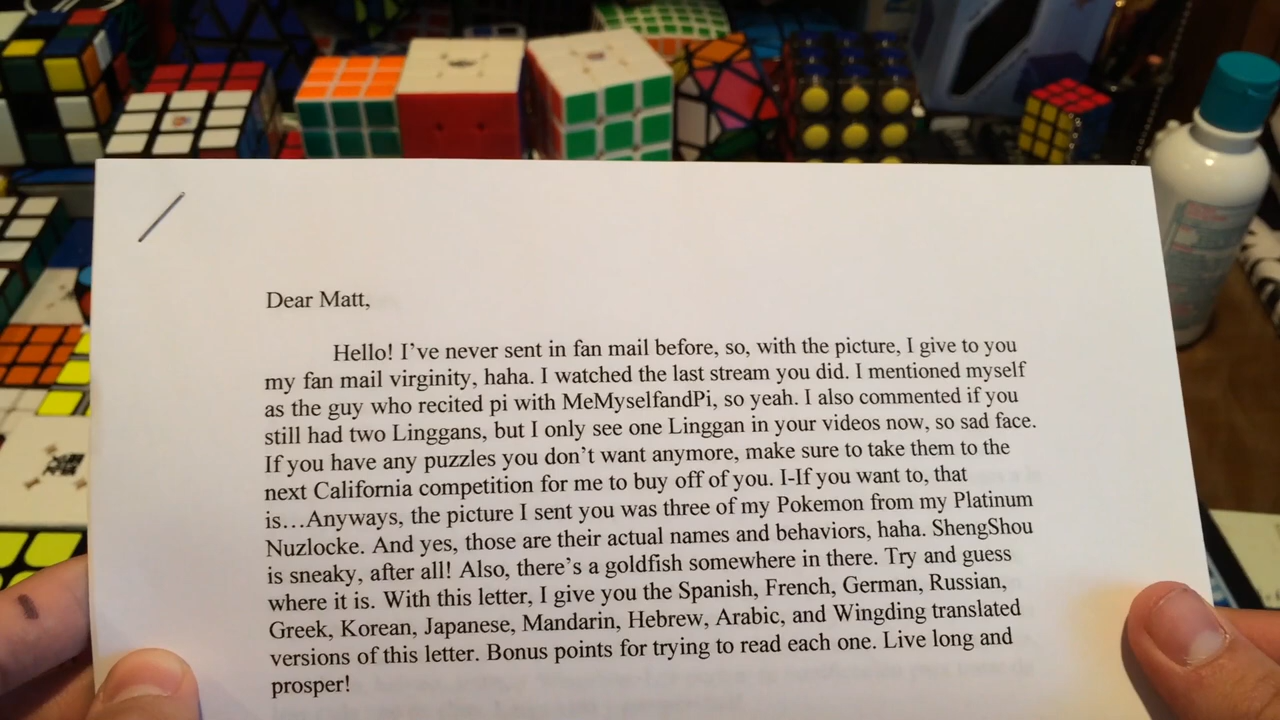 Dear Matt,
Hello! I've never sent in fan mail before, so, with the picture, I give to you
my fan mail virginity, haha. I watched the last stream you did. I mentioned myself
as the guy who recited pi with MeMyselfandPi, so yeah. I also commented if you
still had two Linggans, but I only see one Linggan in your videos now, so sad face.
If you have any puzzles you don't want anymore, make sure to take them to the
next California competition for me to buy off of you. I-If you want to, that
is…Anyways, the picture I sent you was three of my Pokemon from my Platinum
Nuzlocke. And yes, those are their actual names and behaviors, haha. ShengShou
is sneaky, after all! Also, there's a goldfish somewhere in there. Try and guess
where it is. With this letter, I give you the Spanish, French, German, Russian,
Greek, Korean, Japanese, Mandarin, Hebrew, Arabic, and Wingding translated
versions of this letter. Bonus points for trying to read each one. Live long and
prosper!